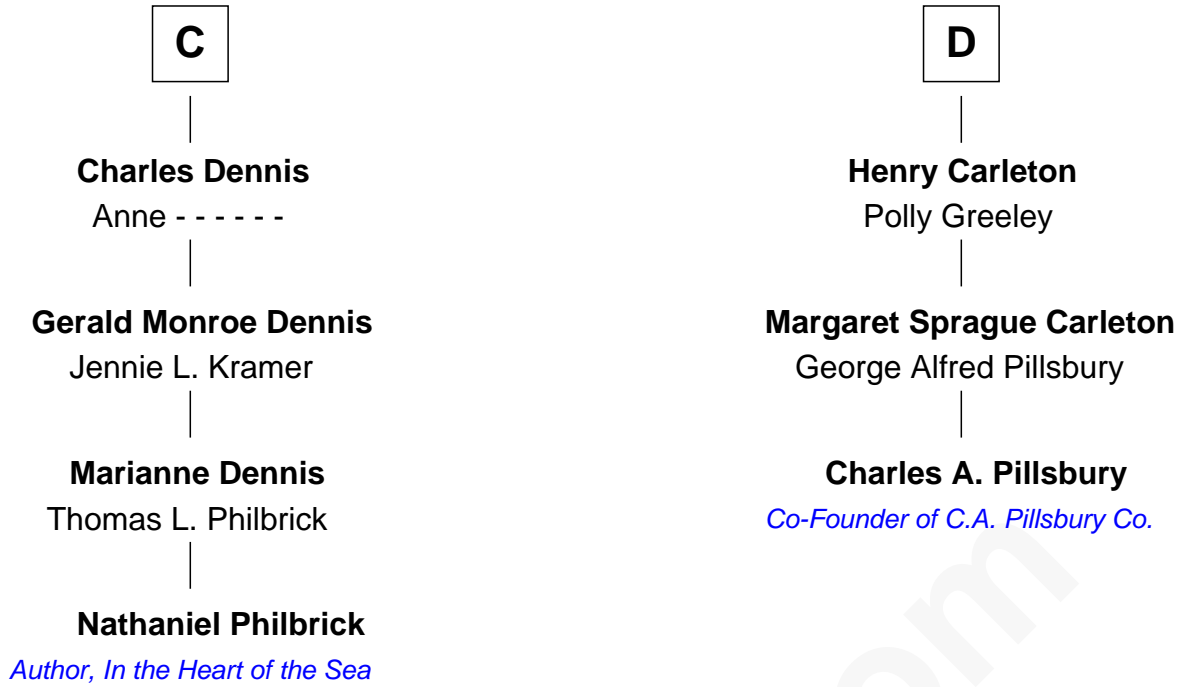 C
Charles Dennis
Anne - - - - - -
Gerald Monroe Dennis
Jennie L. Kramer
Marianne Dennis
Thomas L. Philbrick
Nathaniel Philbrick
Author, In the Heart of the Sea
D
Henry Carleton
Polly Greeley
Margaret Sprague Carleton
George Alfred Pillsbury
Charles A. Pillsbury
Co-Founder of C.A. Pillsbury Co.
om